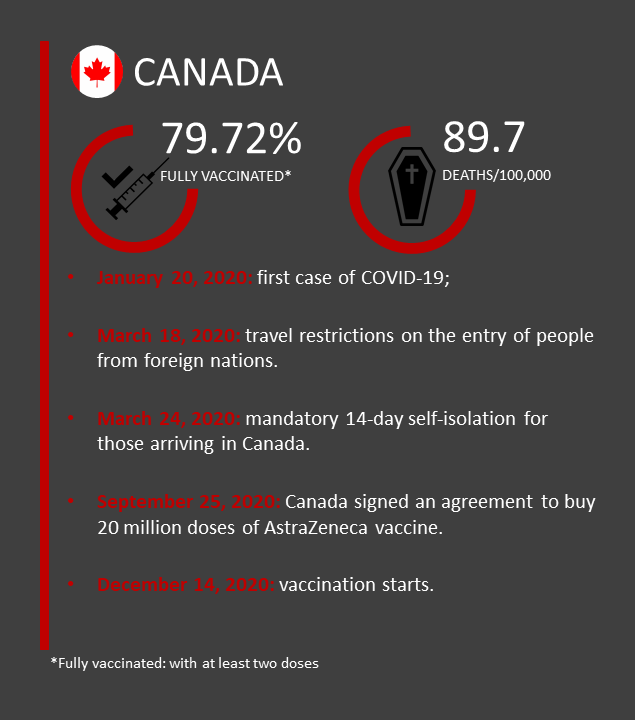 CANADA
79.72%
FULLY VACCINATED*
89.7
DEATHS/100,000
• January 20, 2020: first case of COVID-19;
• March 18, 2020: travel restrictions on the entry of people
from foreign nations.
• March 24, 2020: mandatory 14-day self-isolation for
those arriving in Canada.
• September 25, 2020: Canada signed an agreement to buy
20 million doses of AstraZeneca vaccine.
• December 14, 2020: vaccination starts.
*Fully vaccinated: with at least two doses